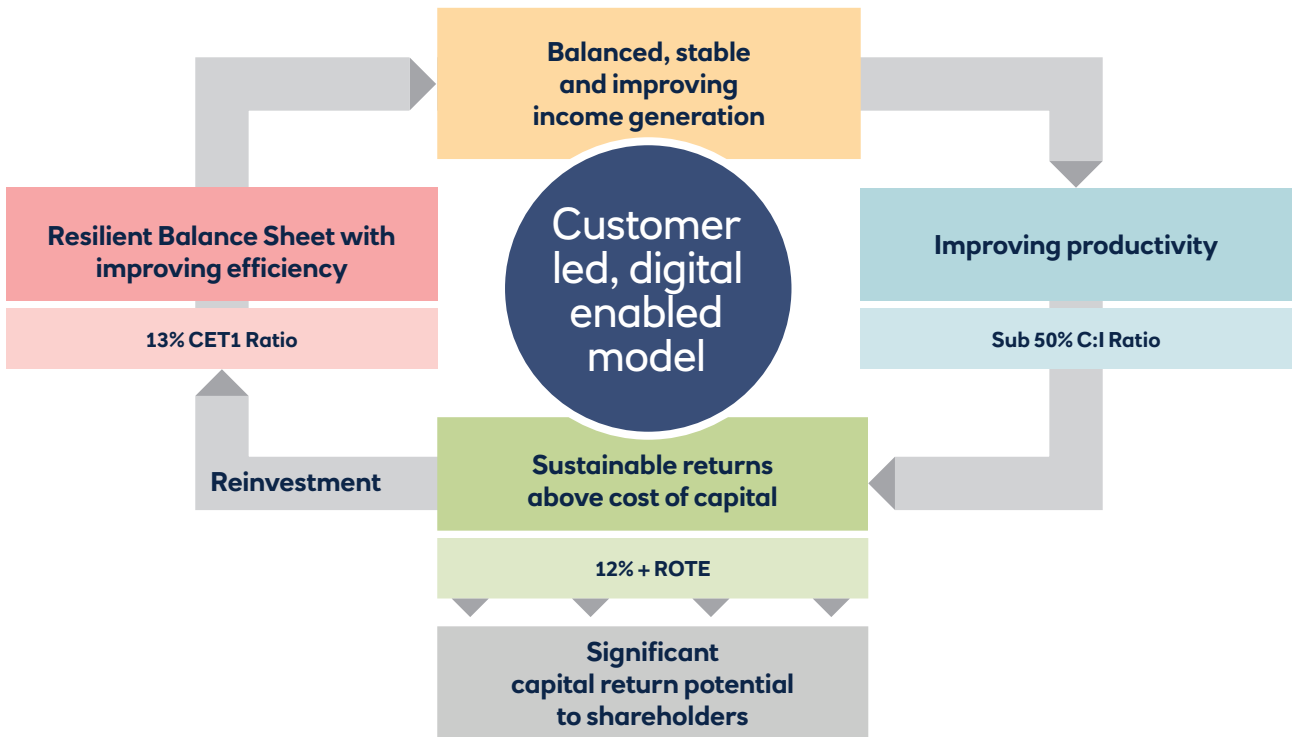 Balanced, stable
and improving
income generation
Resilient Balance Sheet with
improving efficiency
13% CET1 Ratio
Customer
led, digital
enabled
model
Improving productivity
Sub 50% C:I Ratio
Reinvestment
Sustainable returns
above cost of capital
12% + ROTE
Significant
capital return potential
to shareholders